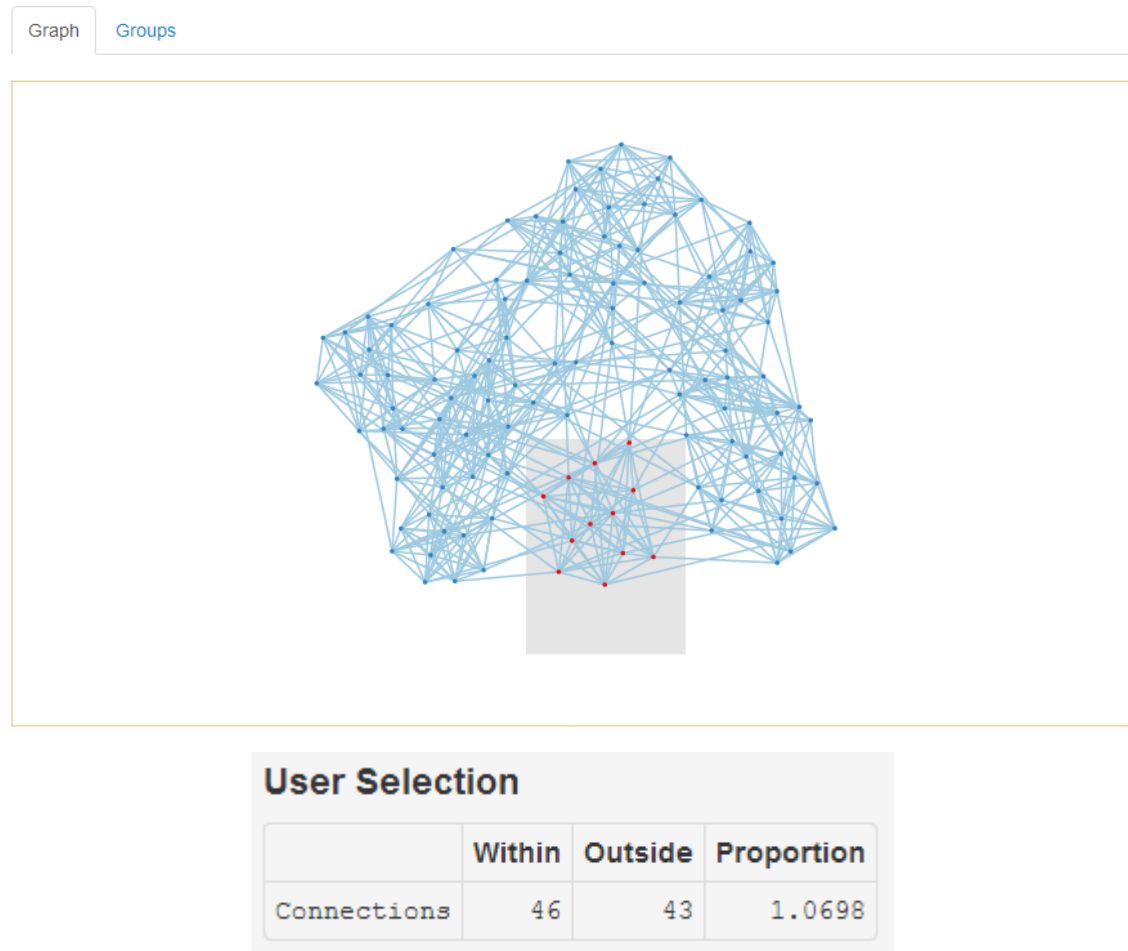 Graph Groups
User Selection
Within Outside Proportion
Connections 46 43 1.0698